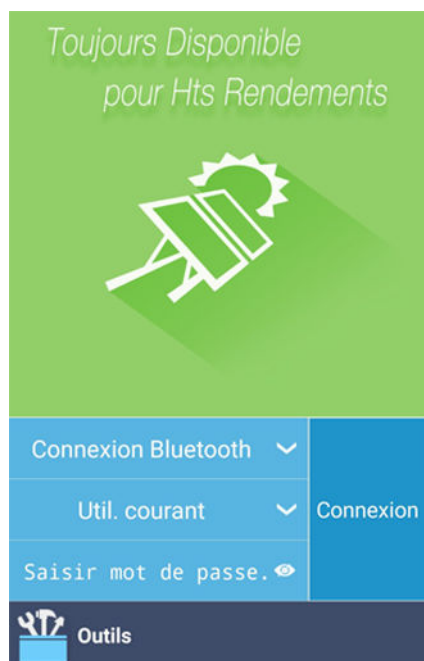 Toujours Disponible
pour Hts Rendements
Connexion Bluetooth
Util. courant
Connexion
Saisir mot de passe.
Outils